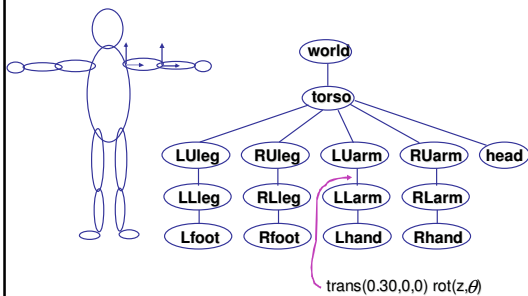 world
torso
LUleg RUleg LUarm RUarm head
LLleg RLleg LLarm RLarm
Lfoot Rfoot Lhand Rhand
trans(0.30,0,0) rot(z,θ)